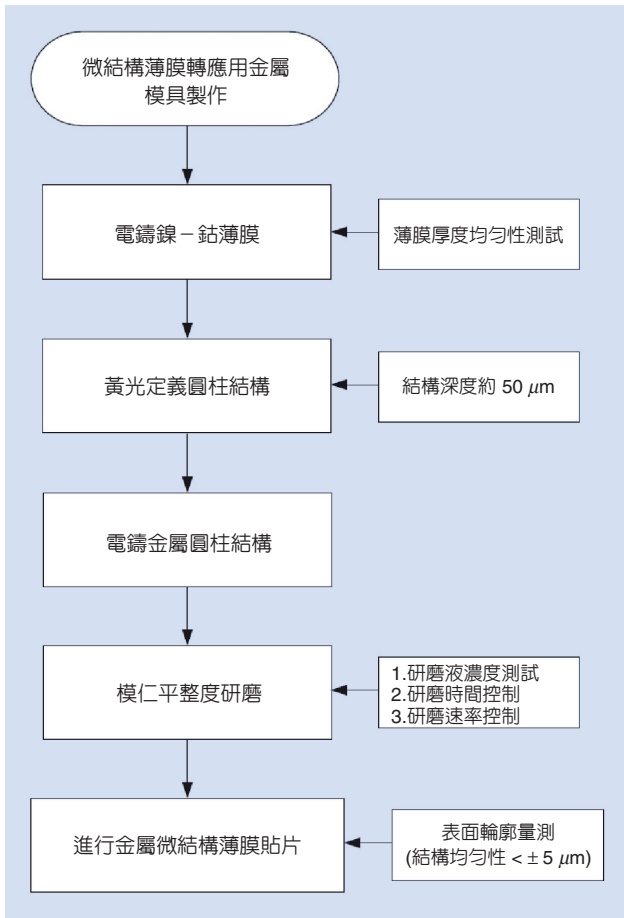 微結構薄膜轉應用金屬
模具製作
電鑄鎳－鈷薄膜
薄膜厚度均勻性測試
黃光定義圓柱結構
結構深度約 50 μm
電鑄金屬圓柱結構
模仁平整度研磨
1.研磨液濃度測試
2.研磨時間控制
3.研磨速率控制
進行金屬微結構薄膜貼片
表面輪廓量測
(結構均勻性 < ± 5 μm)